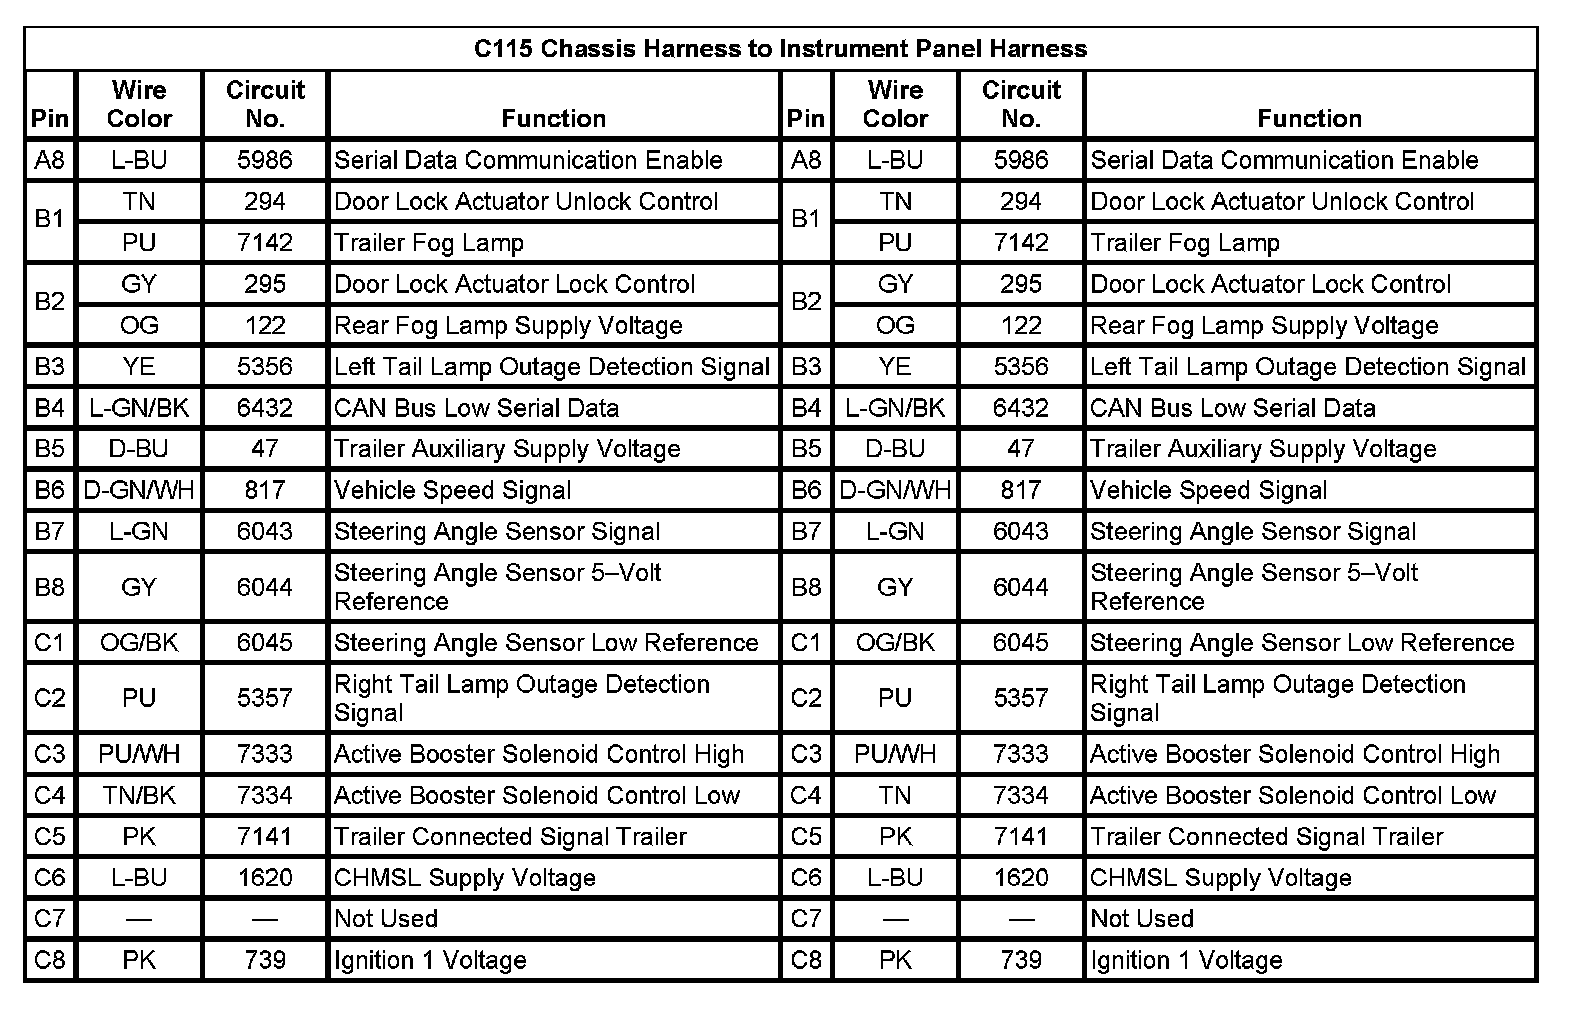 C115 Chassis Harness to Instrument Panel Harness
Pin Wire Color Circuit No. Function Pin Wire Color Circuit No. Function
A8 L-BU 5986 Serial Data Communication Enable A8 L-BU 5986 Serial Data Communication Enable
B1 TN 294 Door Lock Actuator Unlock Control B1 TN 294 Door Lock Actuator Unlock Control
PU 7142 Trailer Fog Lamp PU 7142 Trailer Fog Lamp
B2 GY 295 Door Lock Actuator Lock Control B2 GY 295 Door Lock Actuator Lock Control
OG 122 Rear Fog Lamp Supply Voltage OG 122 Rear Fog Lamp Supply Voltage
B3 YE 5356 Left Tail Lamp Outage Detection Signal B3 YE 5356 Left Tail Lamp Outage Detection Signal
B4 L-GN/BK 6432 CAN Bus Low Serial Data B4 L-GN/BK 6432 CAN Bus Low Serial Data
B5 D-BU 47 Trailer Auxiliary Supply Voltage B5 D-BU 47 Trailer Auxiliary Supply Voltage
B6 D-GN/WH 817 Vehicle Speed Signal B6 D-GN/WH 817 Vehicle Speed Signal
B7 L-GN 6043 Steering Angle Sensor Signal B7 L-GN 6043 Steering Angle Sensor Signal
B8 GY 6044 Steering Angle Sensor 5–Volt Reference B8 GY 6044 Steering Angle Sensor 5–Volt Reference
C1 OG/BK 6045 Steering Angle Sensor Low Reference C1 OG/BK 6045 Steering Angle Sensor Low Reference
C2 PU 5357 Right Tail Lamp Outage Detection Signal C2 PU 5357 Right Tail Lamp Outage Detection Signal
C3 PU/WH 7333 Active Booster Solenoid Control High C3 PU/WH 7333 Active Booster Solenoid Control High
C4 TN/BK 7334 Active Booster Solenoid Control Low C4 TN 7334 Active Booster Solenoid Control Low
C5 PK 7141 Trailer Connected Signal Trailer C5 PK 7141 Trailer Connected Signal Trailer
C6 L-BU 1620 CHMSL Supply Voltage C6 L-BU 1620 CHMSL Supply Voltage
C7 — — Not Used C7 — — Not Used
C8 PK 739 Ignition 1 Voltage C8 PK 739 Ignition 1 Voltage